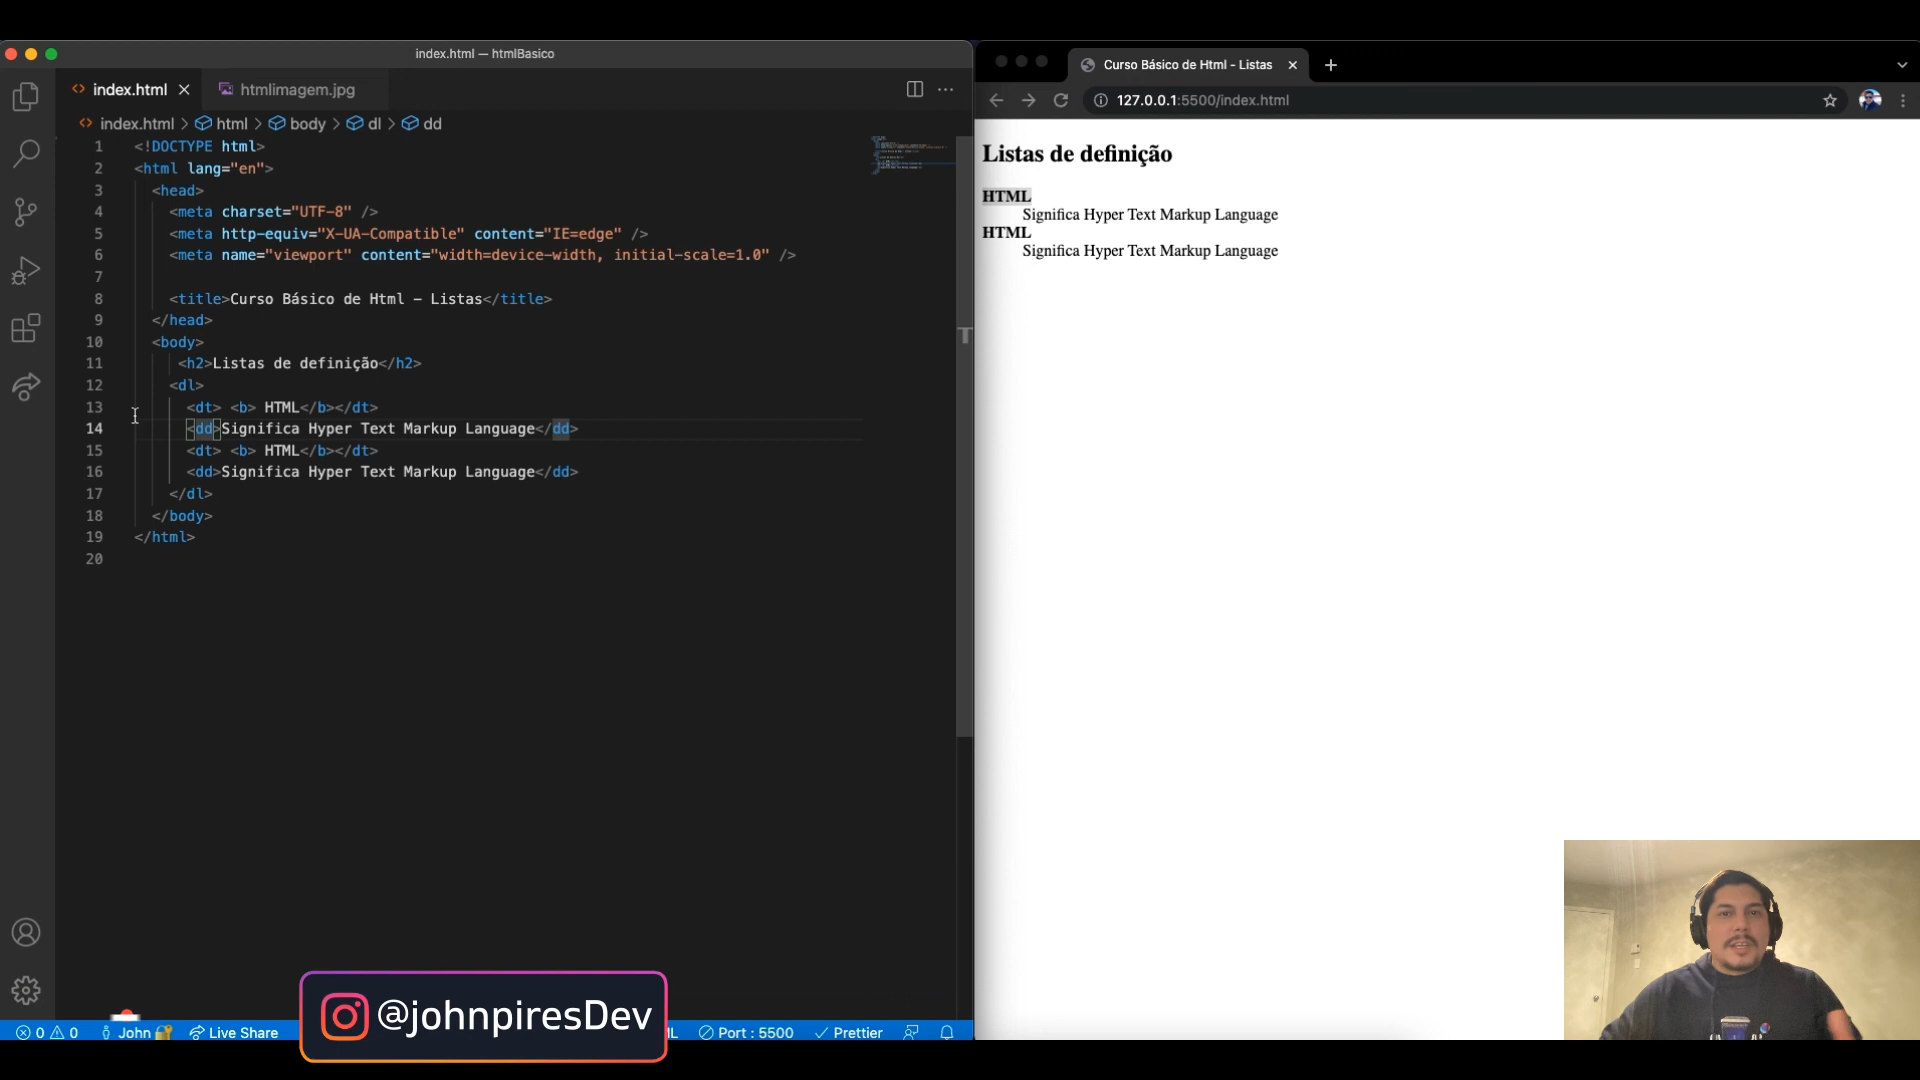 index.html — htmlBasico
index.html
htmlimagem.jpg
index.html > html > body > dl > dd
1 <!DOCTYPE html>
2 <html lang="en">
3 <head>
4 <meta charset="UTF-8" />
5 <meta http-equiv="X-UA-Compatible" content="IE=edge" />
6 <meta name="viewport" content="width=device-width, initial-scale=1.0" />
7
8 <title>Curso Básico de Html - Listas</title>
9 </head>
10 <body>
11 <h2>Listas de definição</h2>
12 <dl>
13 <dt> <b> HTML</b></dt>
14 <dd>Significa Hyper Text Markup Language</dd>
15 <dt> <b> HTML</b></dt>
16 <dd>Significa Hyper Text Markup Language</dd>
17 </dl>
18 </body>
19 </html>
20
0 0 John Live Share
Port : 5500 Prettier
@johnpiresDev
Curso Básico de Html - Listas
127.0.0.1:5500/index.html
Listas de definição
HTML
Significa Hyper Text Markup Language
HTML
Significa Hyper Text Markup Language